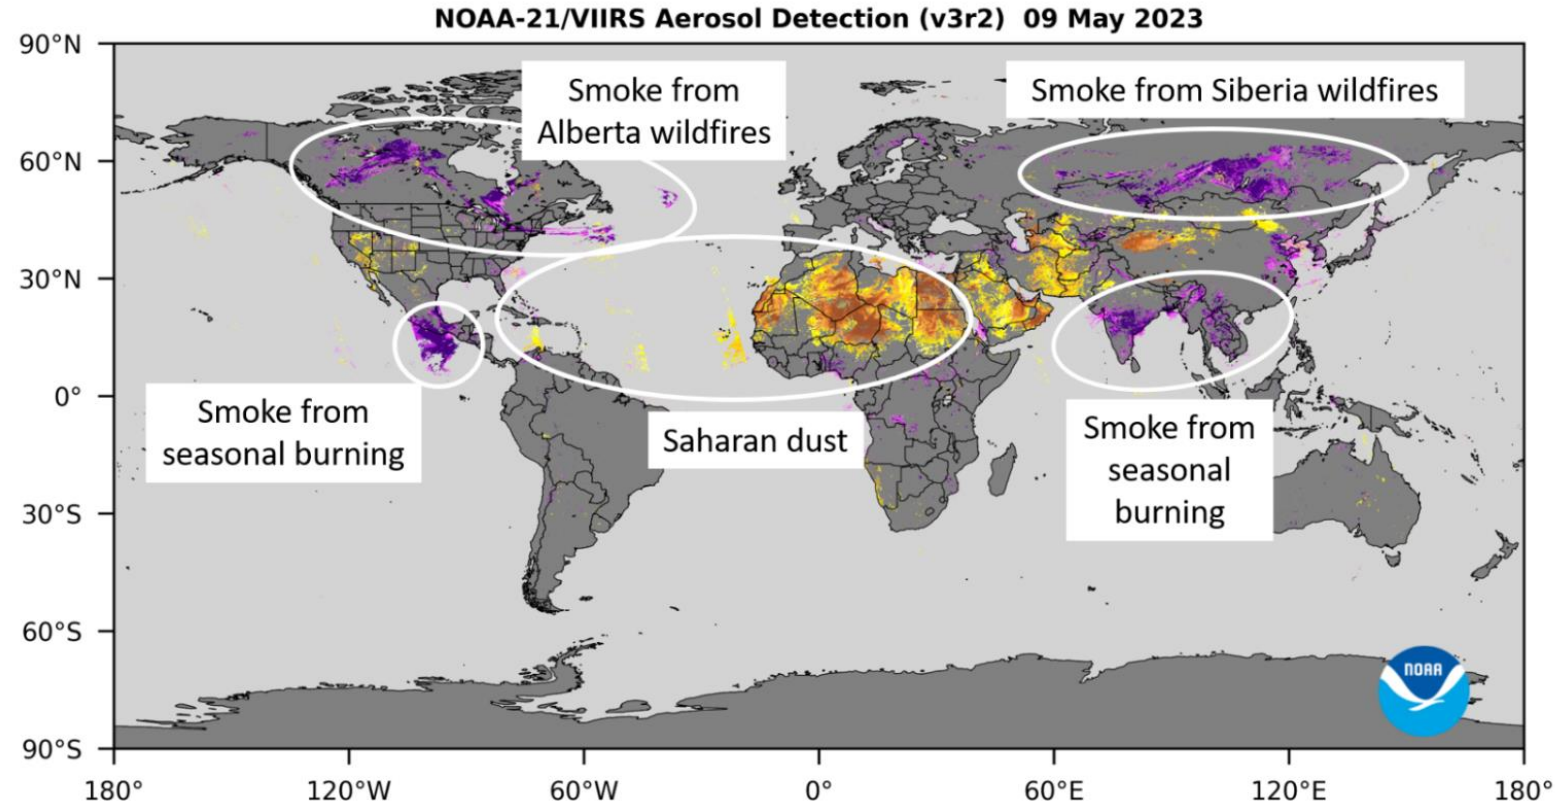 NOAA-21/VIIRS Aerosol Detection (v3r2)  09 May 2023
90°N
60°N
30°N
0°
30°S
60°S
90°S
Smoke from
Alberta wildfires
Smoke from Siberia wildfires
Smoke from
seasonal burning
Saharan dust
Smoke from
seasonal
burning
NOAA
180°
120°W
60°W
0°
60°E
120°E
180°